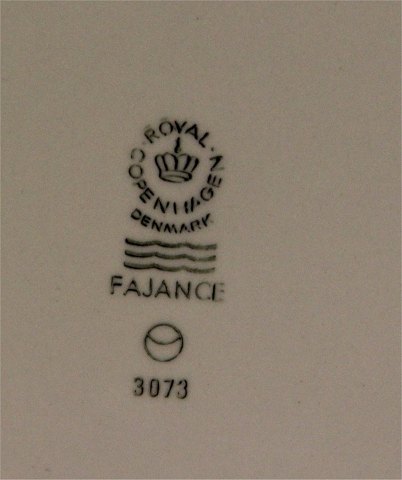 ROYAL
COPENHAGEN
DENMARK
FAJANCE
3073